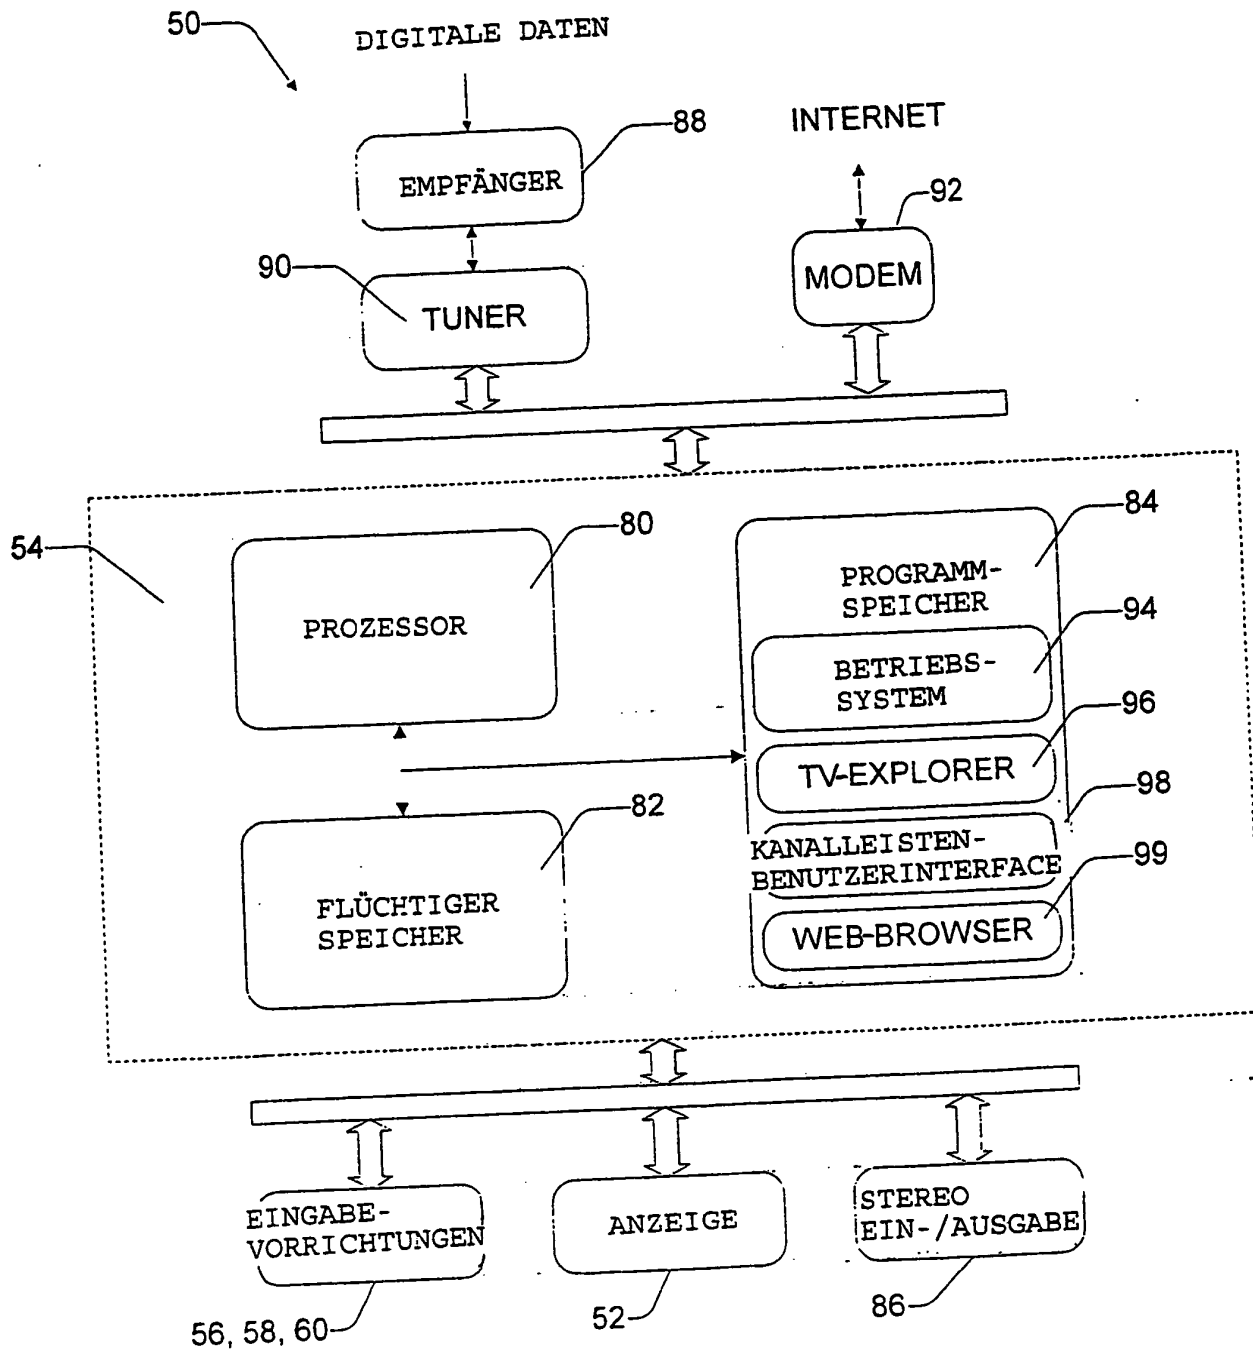 50
DIGITALE DATEN
88
EMPFÄNGER
INTERNET
92
90
TUNER
MODEM
54
80
PROZESSOR
84
PROGRAMM-
SPEICHER
94
BETRIEBS-
SYSTEM
96
TV-EXPLORER
82
FLÜCHTIGER
SPEICHER
98
KANALLEISTEN-
BENUTZERINTERFACE
99
WEB-BROWSER
EINGABE-
VORRICHTUNGEN
56, 58, 60
ANZEIGE
52
STEREO
EIN-/AUSGABE
86